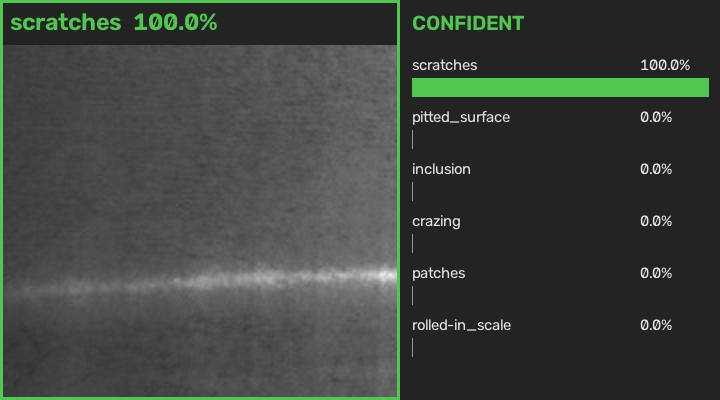 scratches 100.0%
CONFIDENT
scratches 100.0%
pitted_surface 0.0%
inclusion 0.0%
crazing 0.0%
patches 0.0%
rolled-in_scale 0.0%